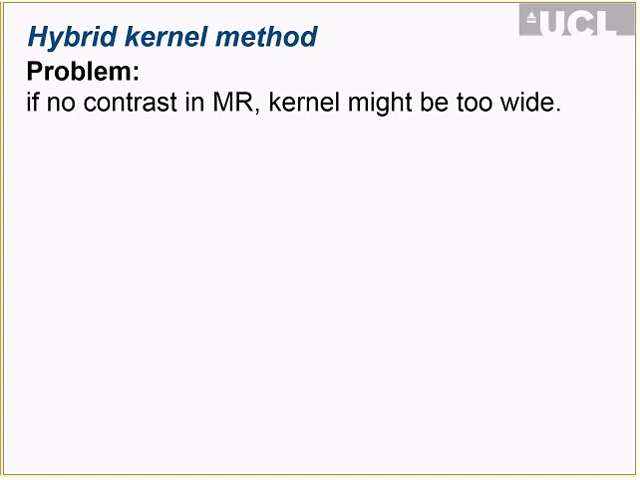 UCL
Hybrid kernel method
Problem:
if no contrast in MR, kernel might be too wide.